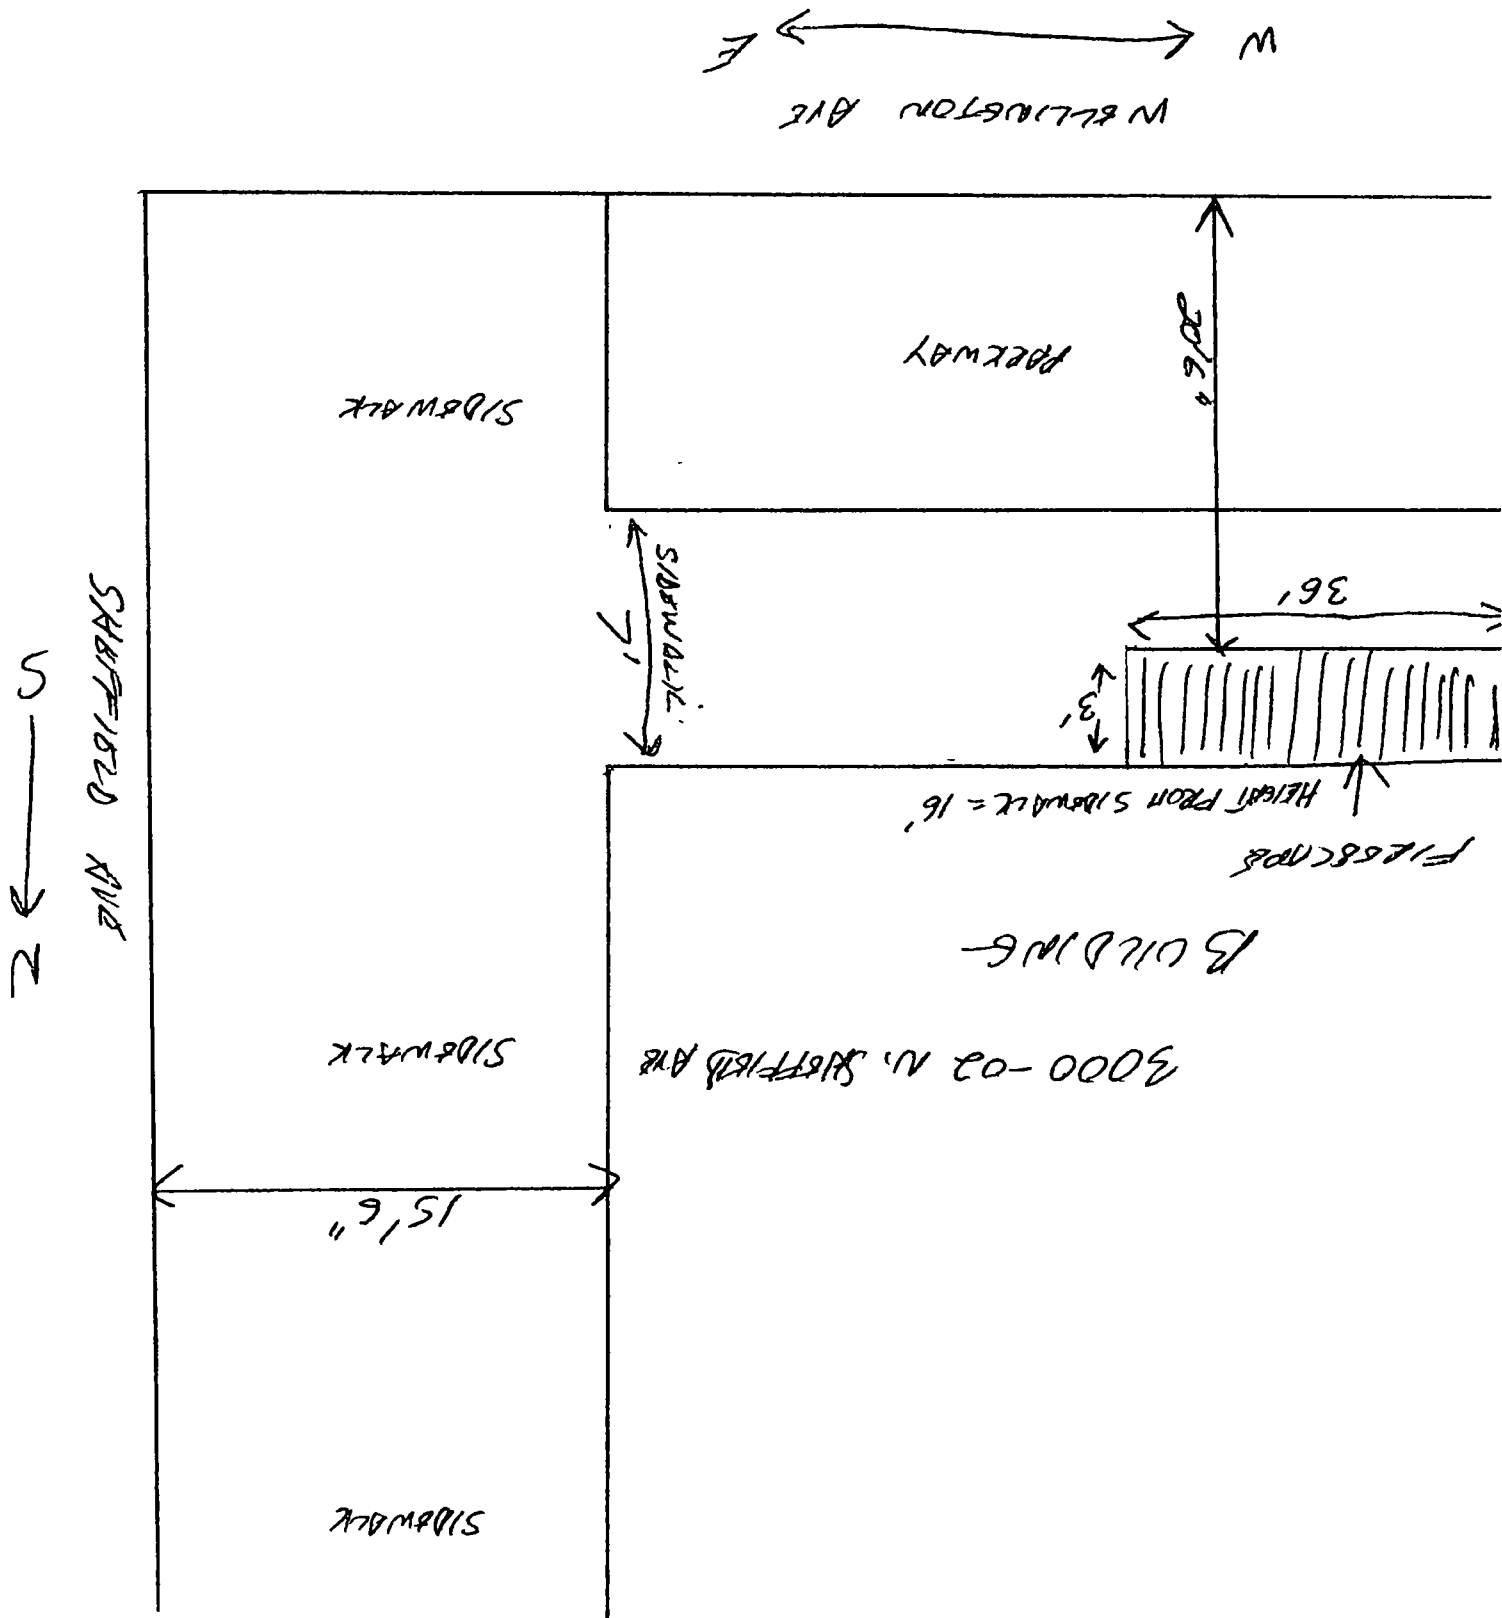 SIDEWALK
15'6"
3000-02 N. SHEFFIELD AVE
SIDEWALK
BUILDING
N
S
SHEFFIELD AVE
FIRESCAPE
HEIGHT FROM SIDEWALK = 16'
3'
36'
7'
SIDEWALK
SIDEWALK
PARKWAY
20'6"
WELLINGTON AVE
W
E